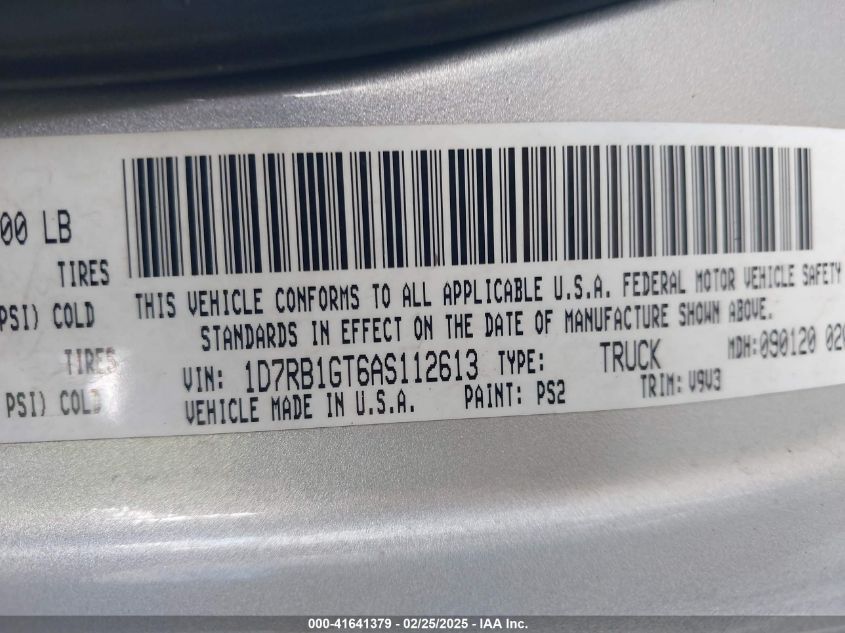 00 LB
TIRES
PSI) COLD
TIRES
PSI) COLD
THIS VEHICLE CONFORMS TO ALL APPLICABLE U.S.A. FEDERAL MOTOR VEHICLE SAFETY
STANDARDS IN EFFECT ON THE DATE OF MANUFACTURE SHOWN ABOVE.
VIN: 1D7RB1GT6AS112613 TYPE: TRUCK MDH:090120 020
VEHICLE MADE IN U.S.A. PAINT: PS2 TRIM: V9V3
000-41641379 - 02/25/2025 - IAA Inc.